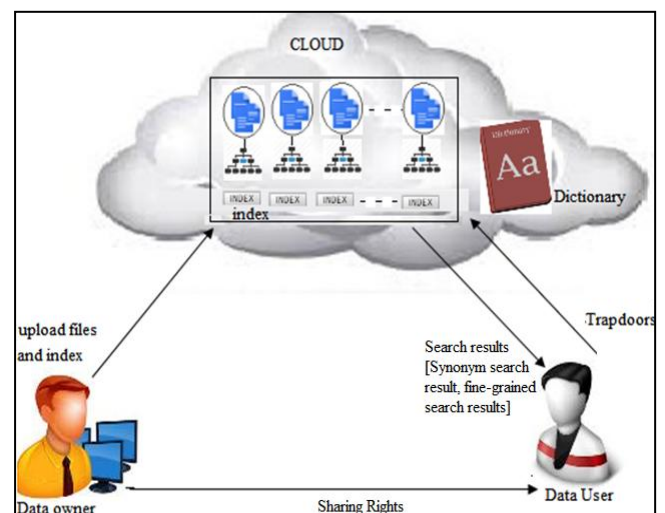 CLOUD
Dictionary
Aa
Dictionary
INDEX INDEX INDEX INDEX
index
upload files
and index
Trapdoors
Search results
[Synonym search
result, fine-grained
search results]
Data owner
Sharing Rights
Data User